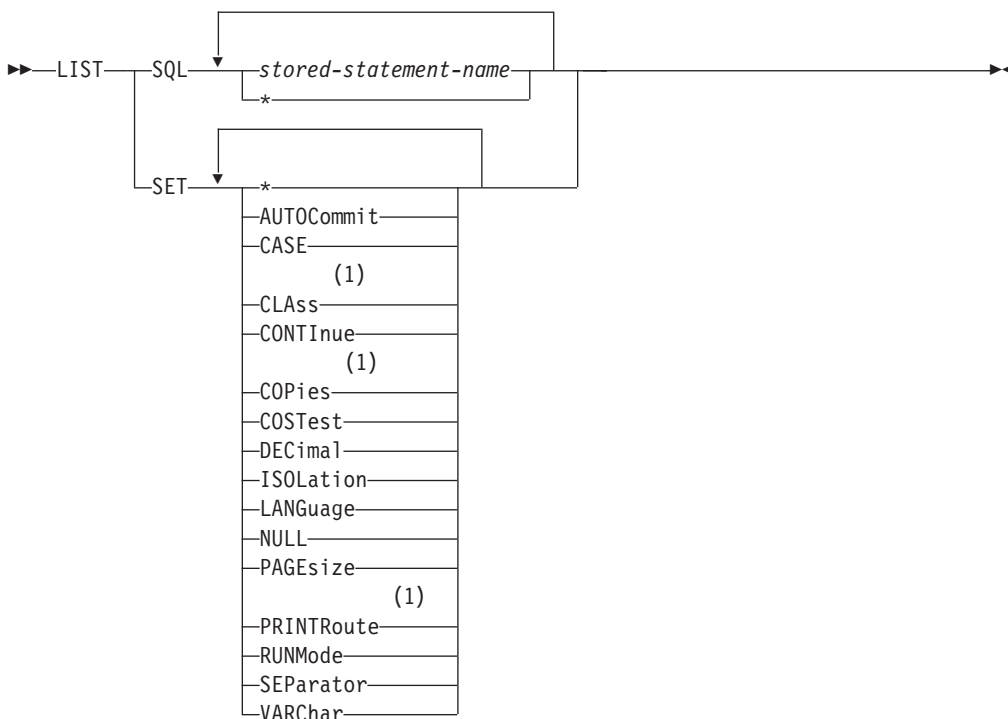 LIST SQL stored-statement-name
*
SET *
AUTOCommit
CASE
(1)
CLAss
CONTInue
(1)
COPies
COSTest
DECimal
ISOLation
LANGuage
NULL
PAGEsize
(1)
PRINTRoute
RUNMode
SEParator
VARChar